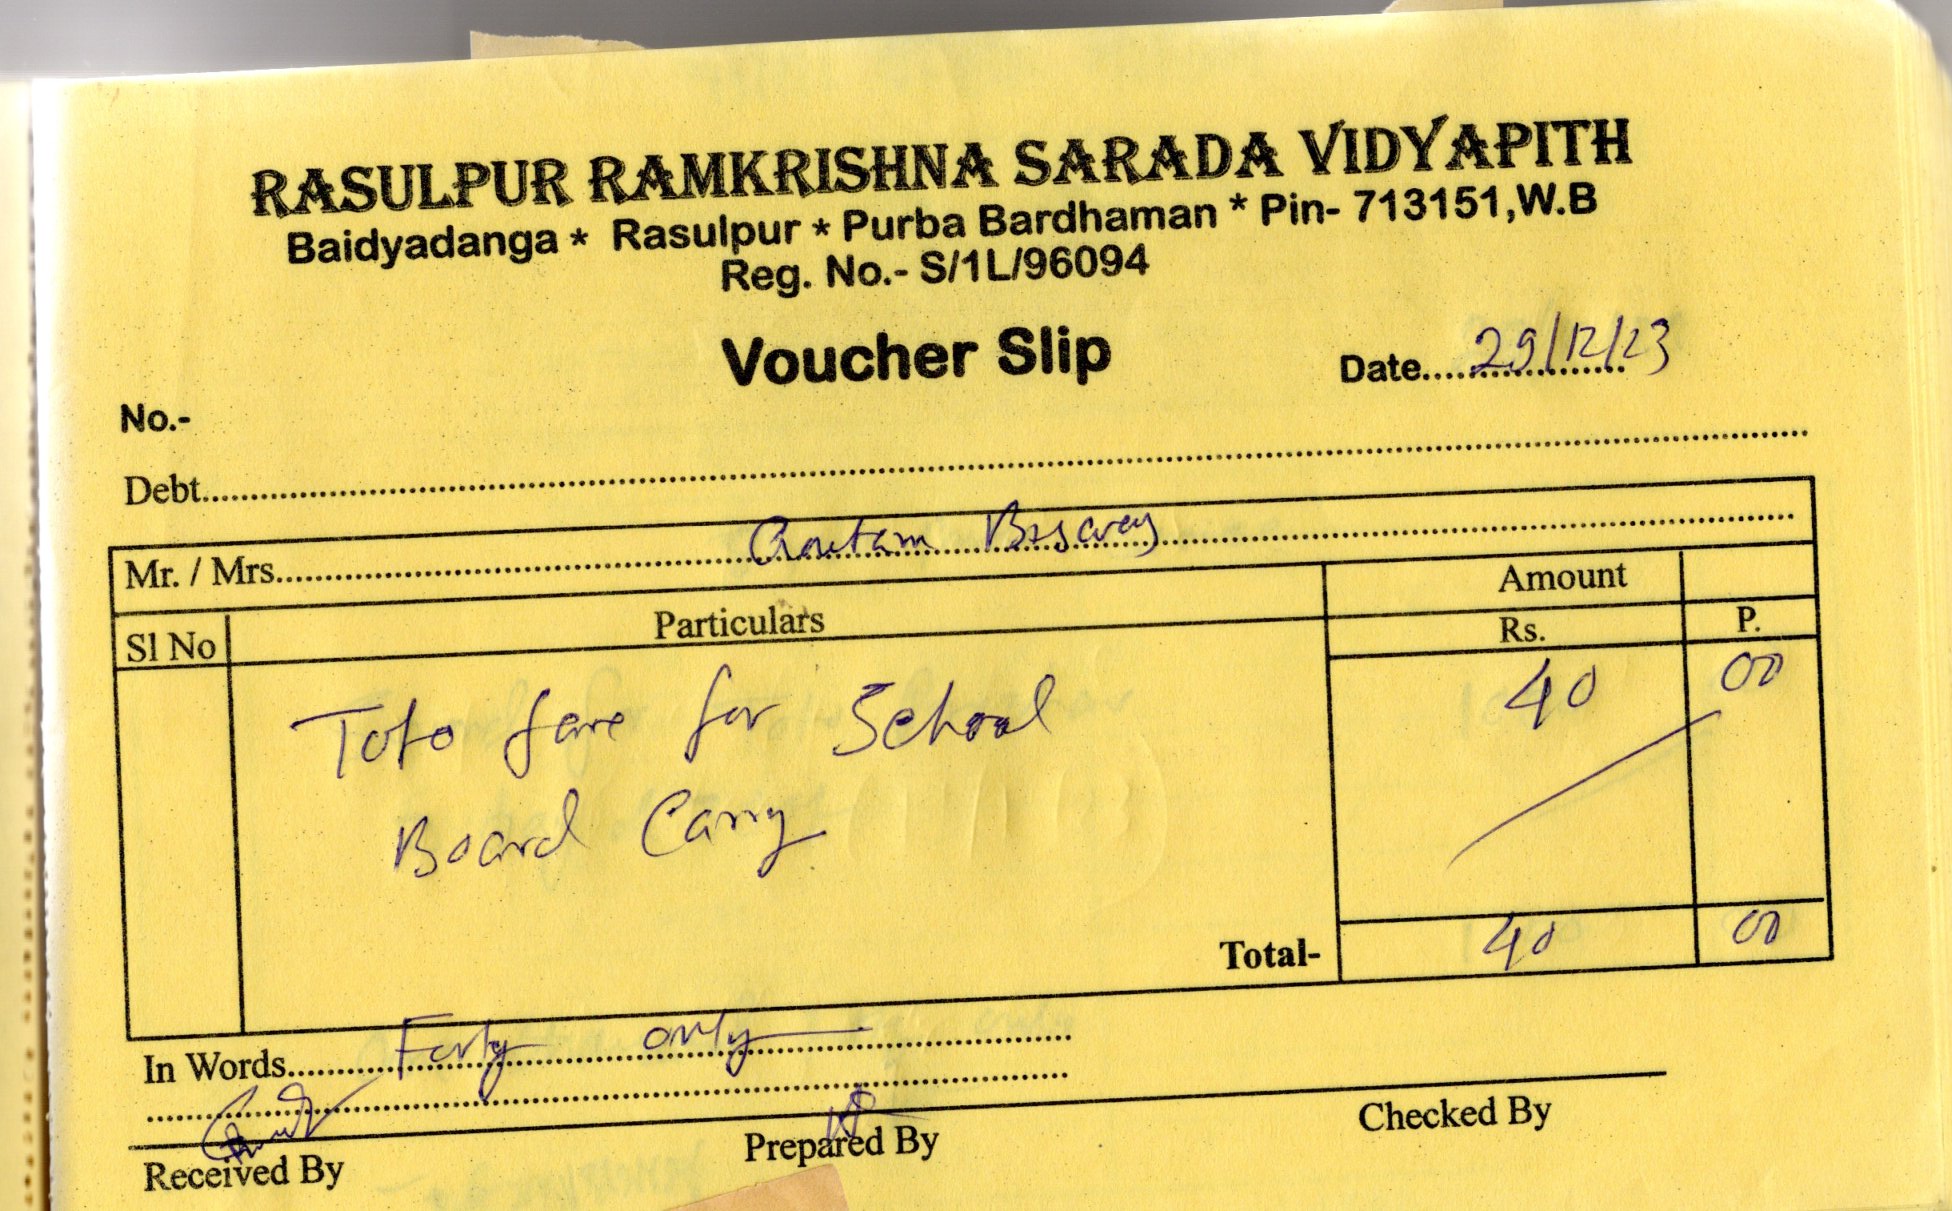 RASULPUR RAMKRISHNA SARADA VIDYAPITH
Baidyadanga * Rasulpur * Purba Bardhaman * Pin- 713151,W.B
Reg. No.- S/1L/96094
Voucher Slip
Date..... 29/12/23
No.-
Debt
Mr. / Mrs. Goutam
Amount
Sl No Particulars Rs. P.
Toto fare for School 40 00
Board Carry
Total- 40 00
In Words Forty only
Received By Prepared By Checked By